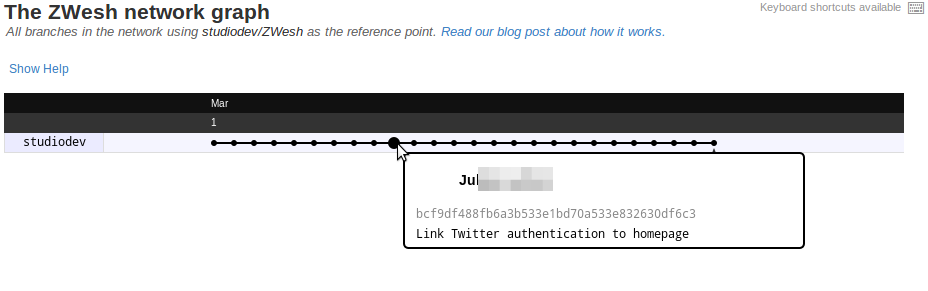 The ZWesh network graph
Keyboard shortcuts available
All branches in the network using studiodev/ZWesh as the reference point. Read our blog post about how it works.
Show Help
Mar
1
studiodev
bcf9df488fb6a3b533e1bd70a533e832630df6c3
Link Twitter authentication to homepage